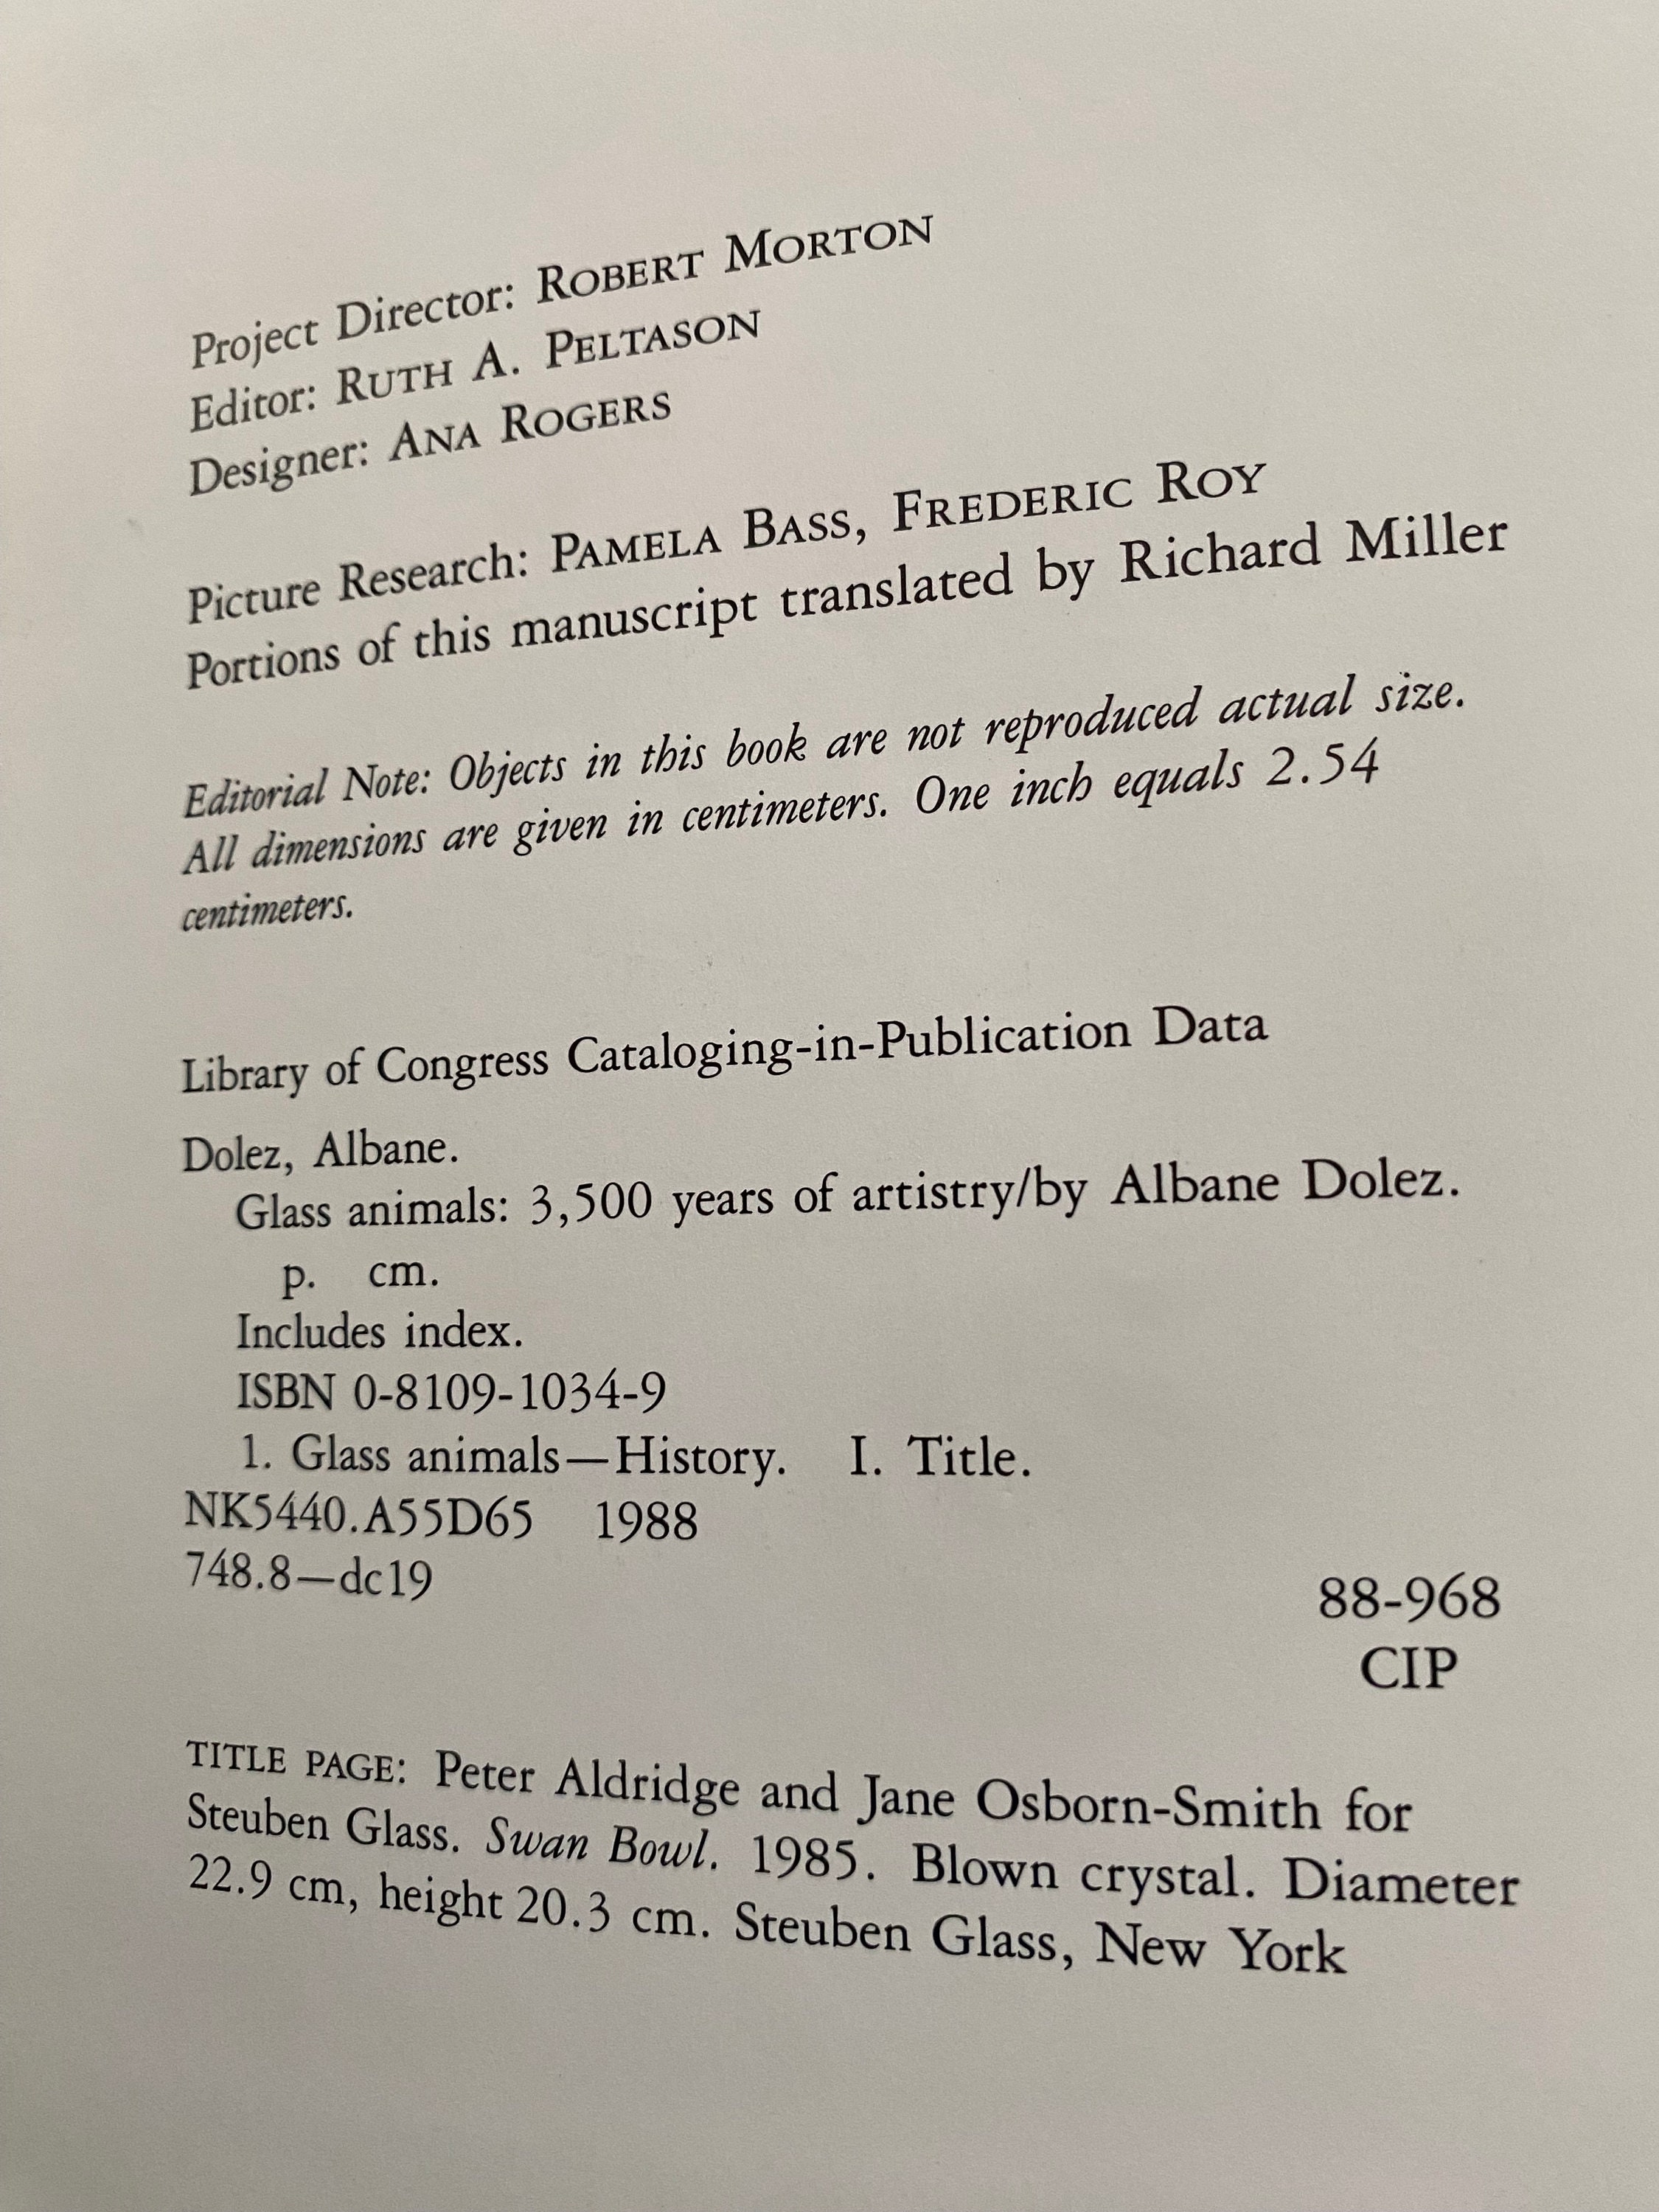 Project Director: ROBERT MORTON
Editor: RUTH A. PELTASON
Designer: ANA ROGERS
Picture Research: PAMELA BASS, FREDERIC ROY
Portions of this manuscript translated by Richard Miller
Editorial Note: Objects in this book are not reproduced actual size.
All dimensions are given in centimeters. One inch equals 2.54
centimeters.
Library of Congress Cataloging-in-Publication Data
Dolez, Albane.
Glass animals: 3,500 years of artistry/by Albane Dolez.
p. cm.
Includes index.
ISBN 0-8109-1034-9
1. Glass animals—History. I. Title.
NK5440.A55D65 1988
748.8—dc19
88-968
CIP
TITLE PAGE: Peter Aldridge and Jane Osborn-Smith for
Steuben Glass. Swan Bowl. 1985. Blown crystal. Diameter
22.9 cm, height 20.3 cm. Steuben Glass, New York